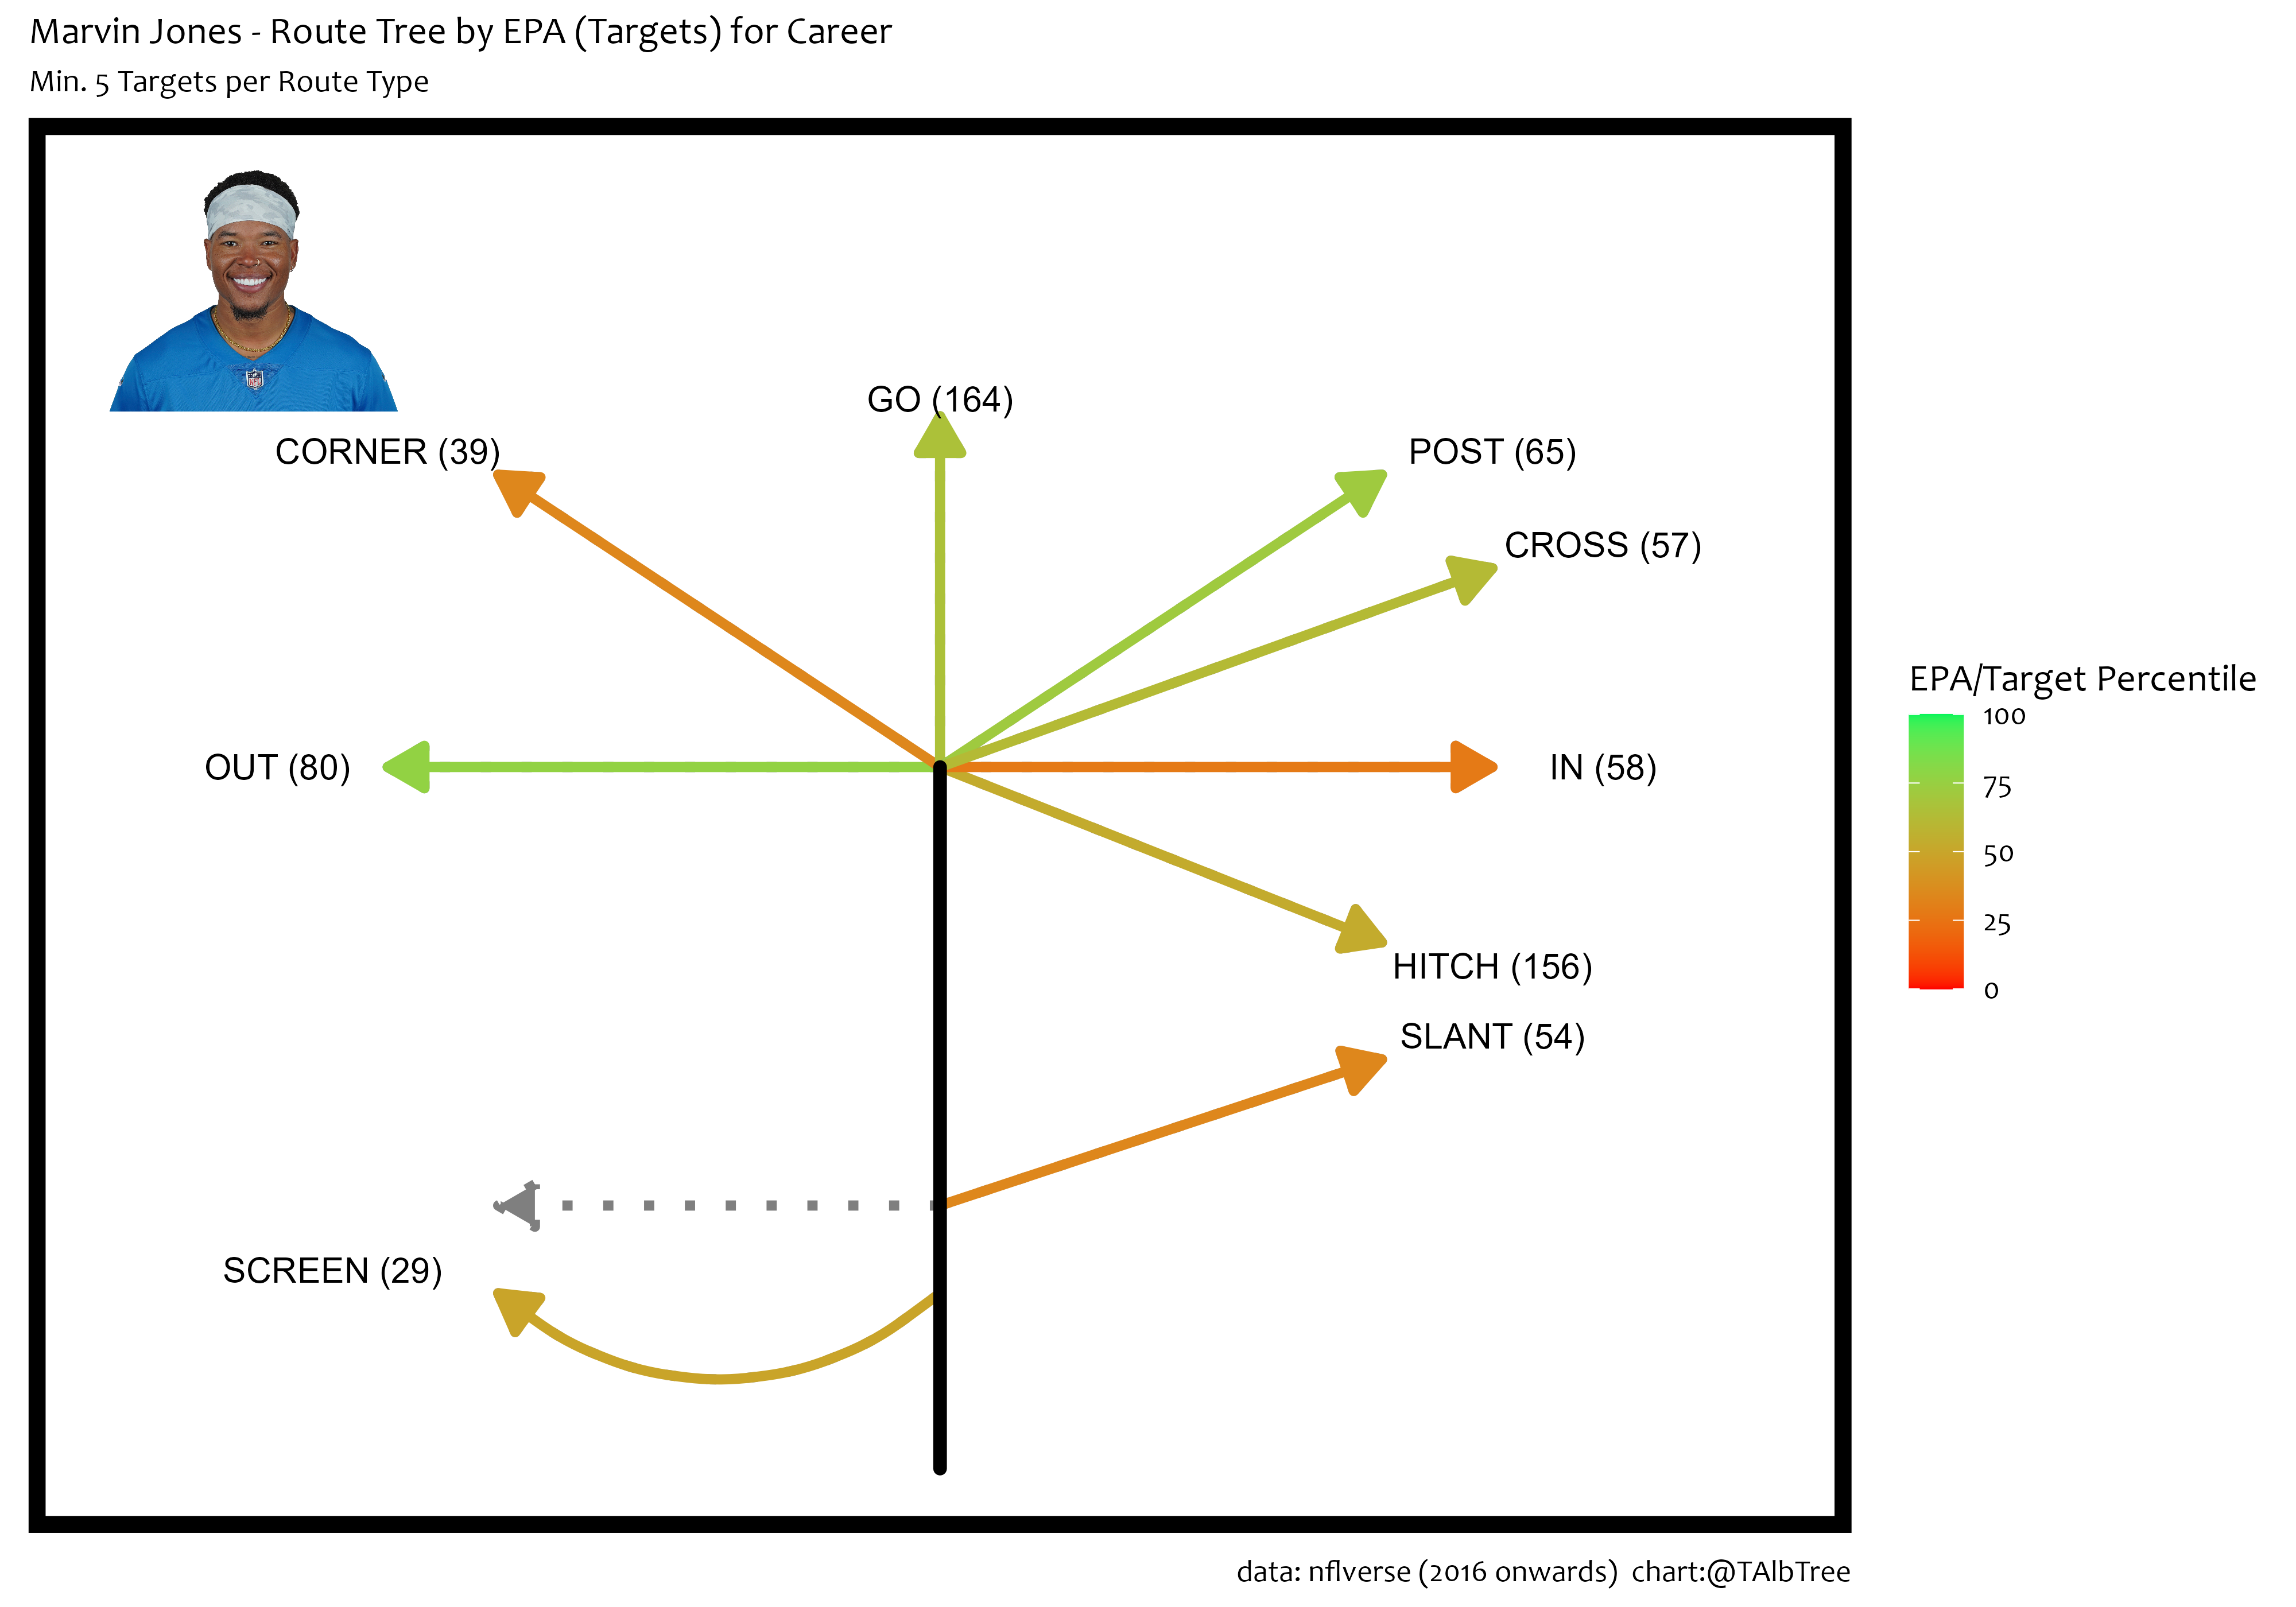 Marvin Jones - Route Tree by EPA (Targets) for Career
Min. 5 Targets per Route Type
GO (164)
CORNER (39)
POST (65)
CROSS (57)
OUT (80)
IN (58)
HITCH (156)
SLANT (54)
SCREEN (29)
EPA/Target Percentile
100
75
50
25
0
data: nflverse (2016 onwards)  chart:@TAlbTree